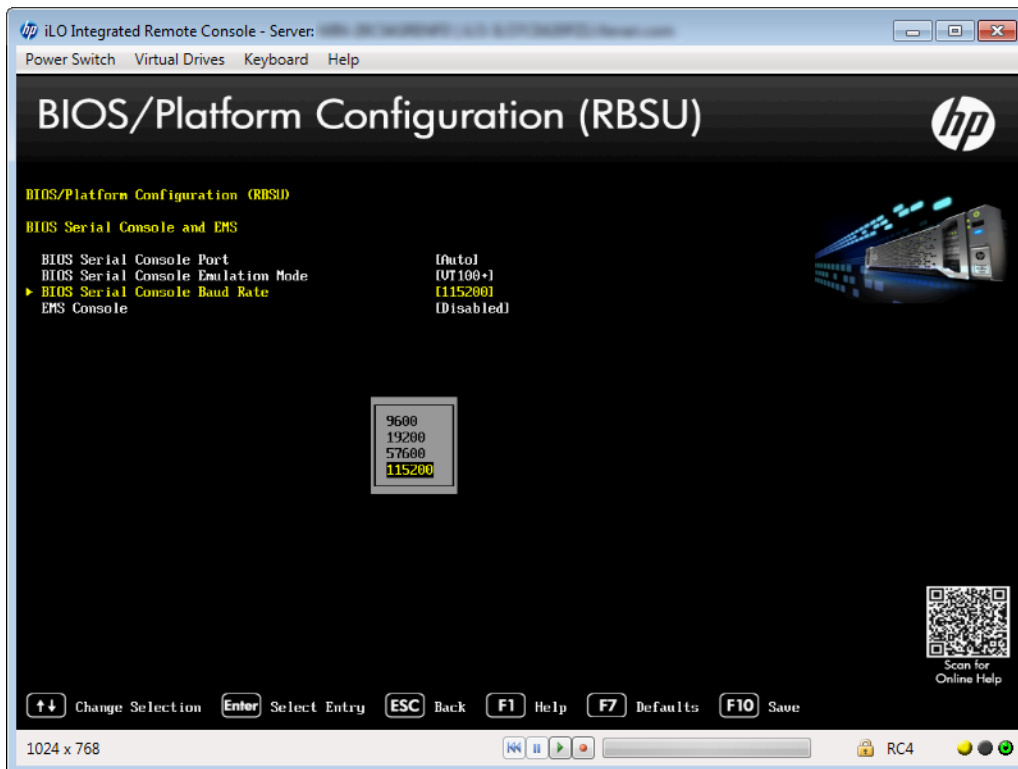 iLO Integrated Remote Console - Server:
Power Switch Virtual Drives Keyboard Help
BIOS/Platform Configuration (RBSU)
hp
BIOS/Platform Configuration (RBSU)
BIOS Serial Console and EMS
BIOS Serial Console Port [Auto]
BIOS Serial Console Emulation Mode [VT100+]
BIOS Serial Console Baud Rate [115200]
EMS Console [Disabled]
9600
19200
57600
115200
Scan for
Online Help
Change Selection Enter Select Entry ESC Back F1 Help F7 Defaults F10 Save
1024 x 768 RC4